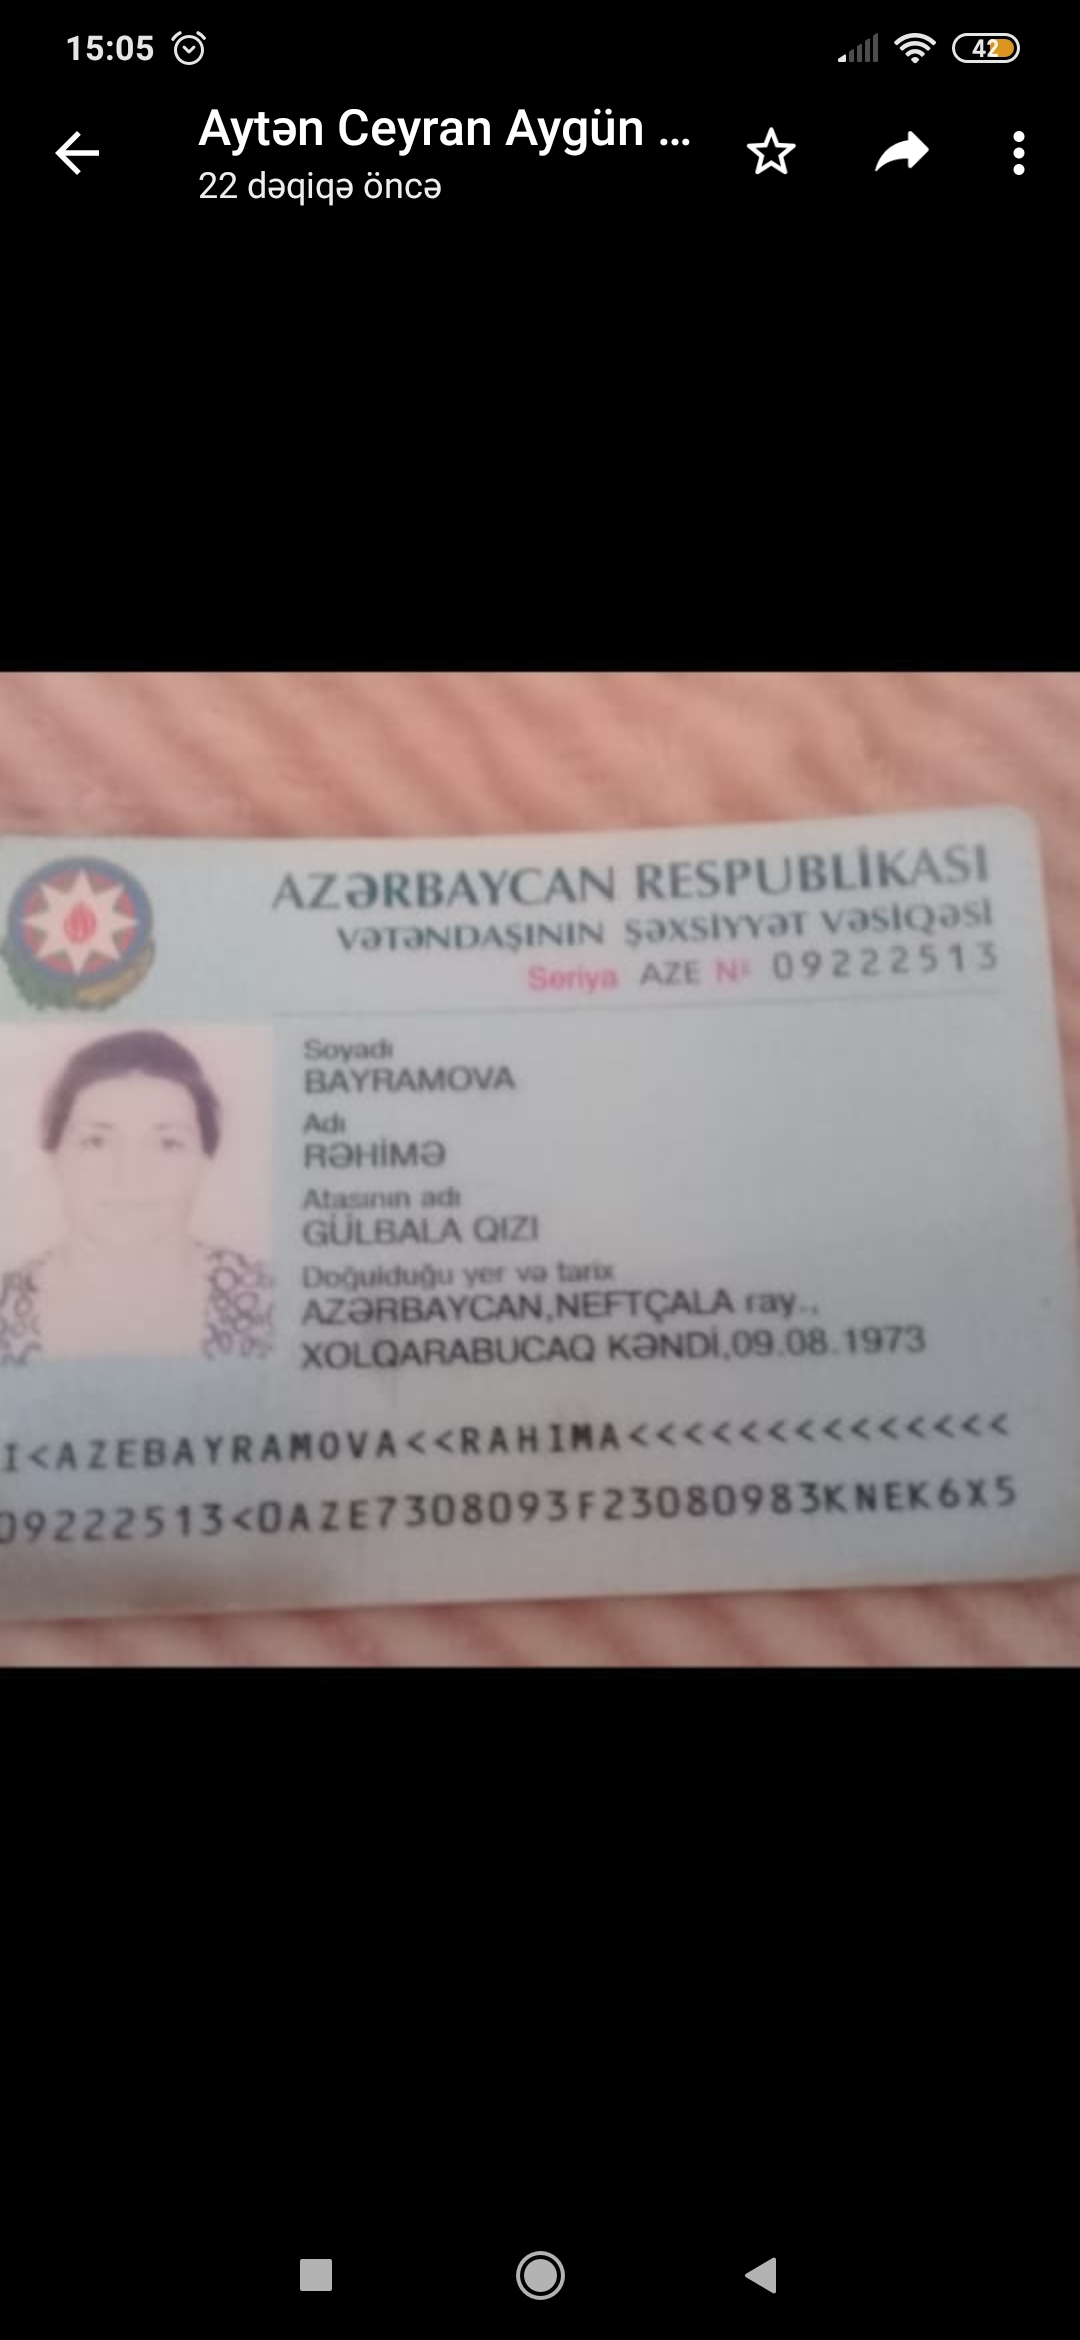 15:05
42
Aytən Ceyran Aygün ...
22 dəqiqə öncə
AZƏRBAYCAN RESPUBLİKASI
VƏTƏNDAŞININ ŞƏXSİYYƏT VƏSİQƏSİ
Seriya AZE № 09222513
Soyadı
BAYRAMOVA
Adı
RƏHİMƏ
Atasının adı
GÜLBALA QIZI
Doğulduğu yer və tarix
AZƏRBAYCAN,NEFTÇALA ray.,
XOLQARABUCAQ KƏNDİ,09.08.1973
I<AZEBAYRAMOVA<<RAHIMA<<<<<<<<<<<<<<
09222513<0AZE7308093F23080983KNEK6X5